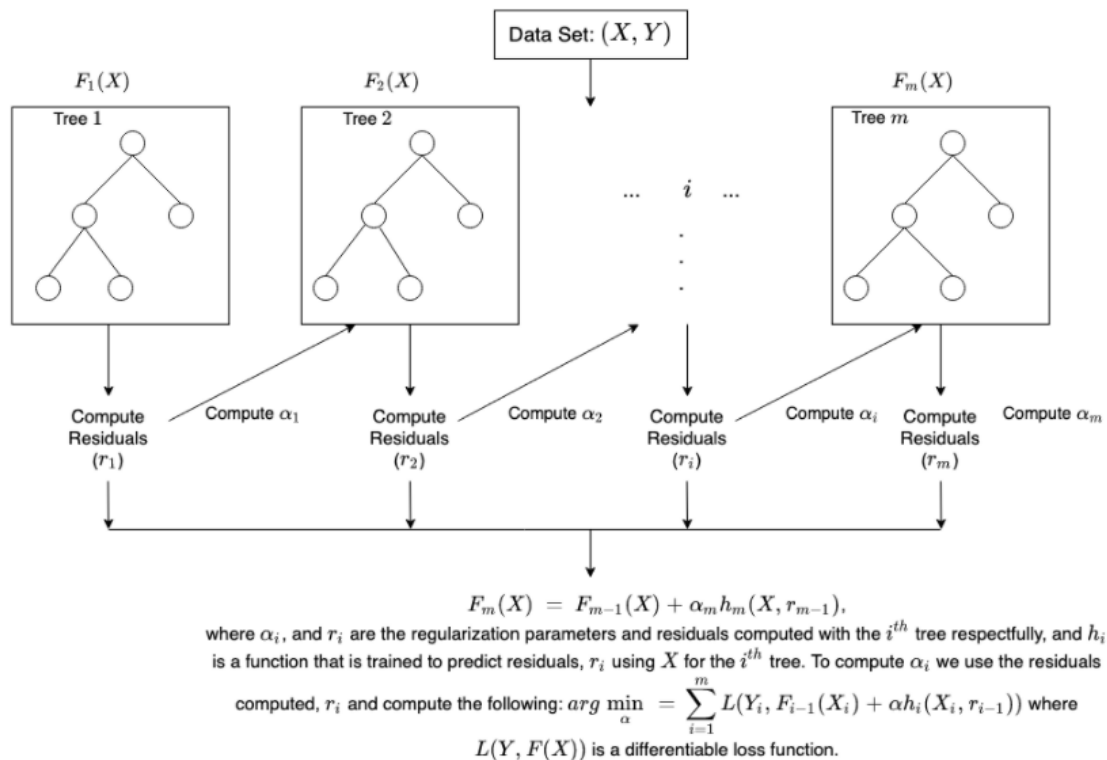 Data Set: (X, Y)
F₁(X) F₂(X) Fₘ(X)
Tree 1 Tree 2 Tree m
... i ...
.
.
.
Compute Residuals (r₁)
Compute α₁
Compute Residuals (r₂)
Compute α₂
Compute Residuals (rᵢ)
Compute αᵢ
Compute Residuals (rₘ)
Compute αₘ
Fₘ(X) = Fₘ₋₁(X) + αₘhₘ(X, rₘ₋₁),
where αᵢ, and rᵢ are the regularization parameters and residuals computed with the iᵗʰ tree respectfully, and hᵢ
is a function that is trained to predict residuals, rᵢ using X for the iᵗʰ tree. To compute αᵢ we use the residuals
computed, rᵢ and compute the following: arg min_α = ∑_{i=1}^{m} L(Yᵢ, Fᵢ₋₁(Xᵢ) + αhᵢ(Xᵢ, rᵢ₋₁)) where
L(Y, F(X)) is a differentiable loss function.